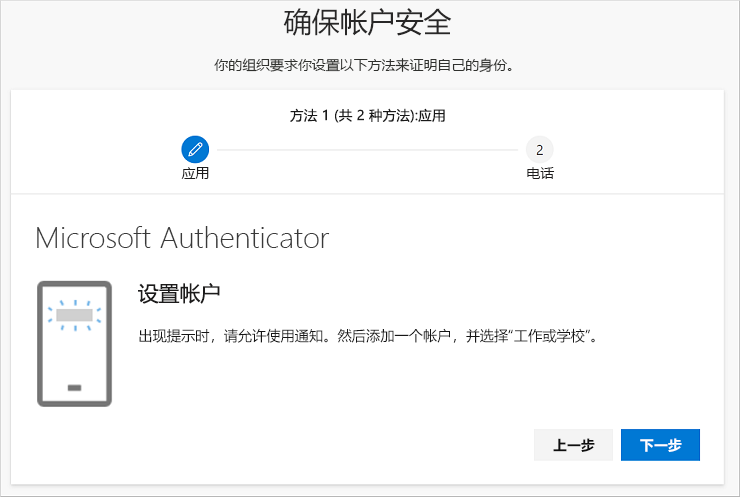 确保帐户安全
你的组织要求你设置以下方法来证明自己的身份。
方法 1 (共 2 种方法):应用
2
应用
电话
Microsoft Authenticator
设置帐户
出现提示时，请允许使用通知。然后添加一个帐户，并选择“工作或学校”。
上一步
下一步